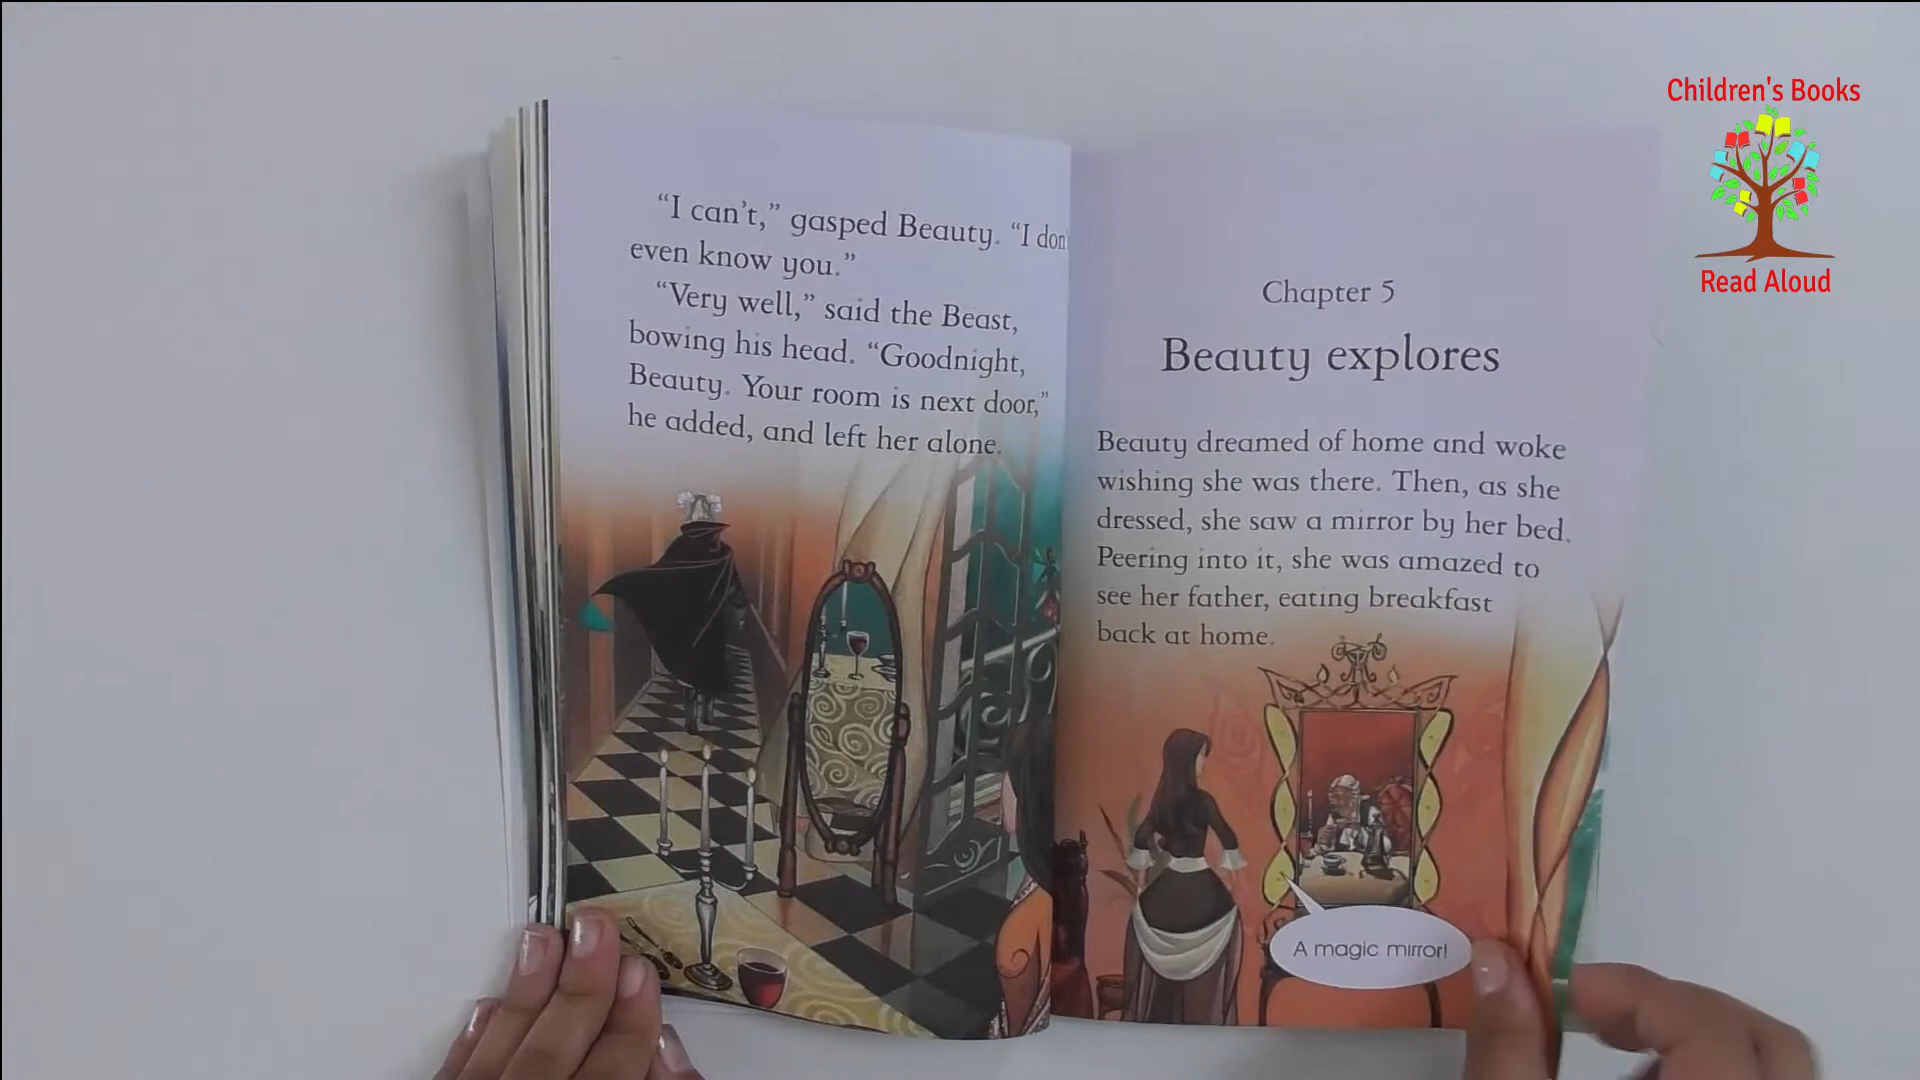 “I can’t,” gasped Beauty. “I don
even know you.”
“Very well,” said the Beast,
bowing his head. “Goodnight,
Beauty. Your room is next door,”
he added, and left her alone.
Chapter 5
Beauty explores
Beauty dreamed of home and woke
wishing she was there. Then, as she
dressed, she saw a mirror by her bed.
Peering into it, she was amazed to
see her father, eating breakfast
back at home.
A magic mirror!
Children's Books
Read Aloud